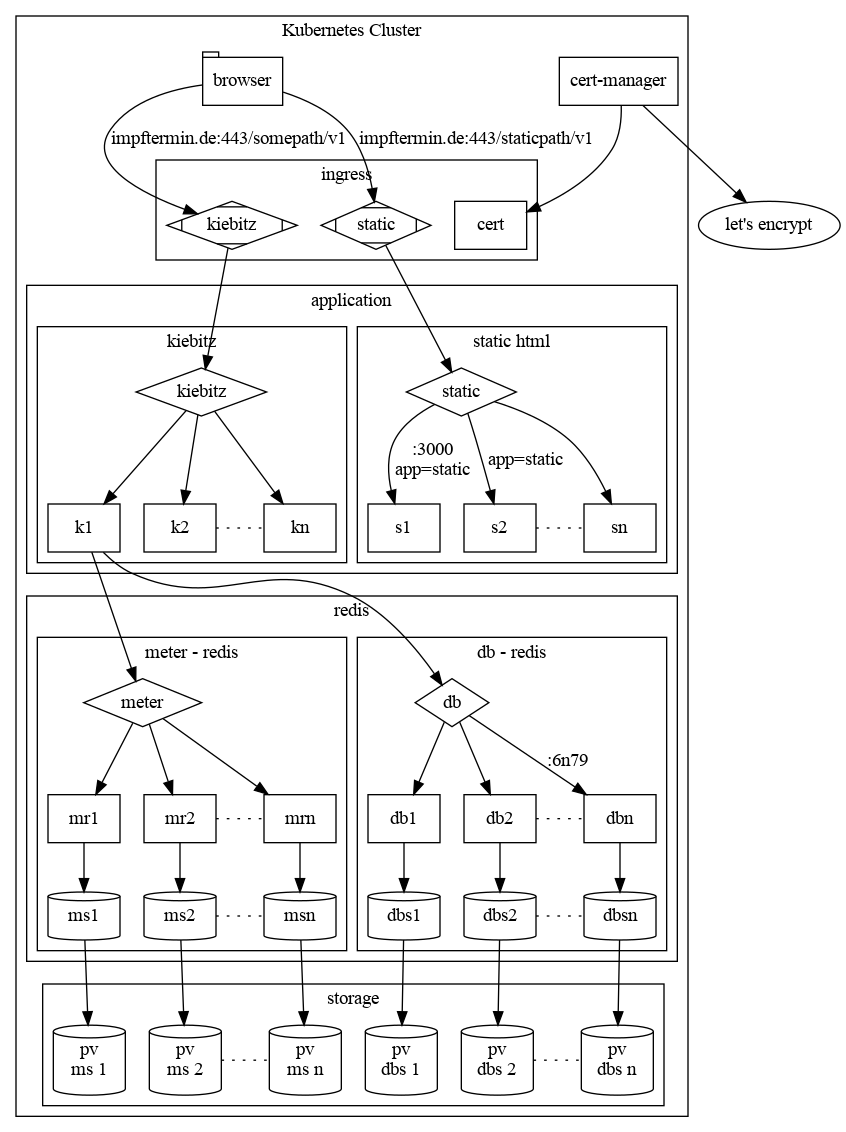 Kubernetes Cluster
browser
cert-manager
impftermin.de:443/somepath/v1
impftermin.de:443/staticpath/v1
ingress
kiebitz
static
cert
let's encrypt
application
kiebitz
static html
kiebitz
static
:3000
app=static
app=static
k1
k2
kn
s1
s2
sn
redis
meter - redis
db - redis
meter
db
:6n79
mr1
mr2
mrn
db1
db2
dbn
ms1
ms2
msn
dbs1
dbs2
dbsn
storage
pv
ms 1
pv
ms 2
pv
ms n
pv
dbs 1
pv
dbs 2
pv
dbs n